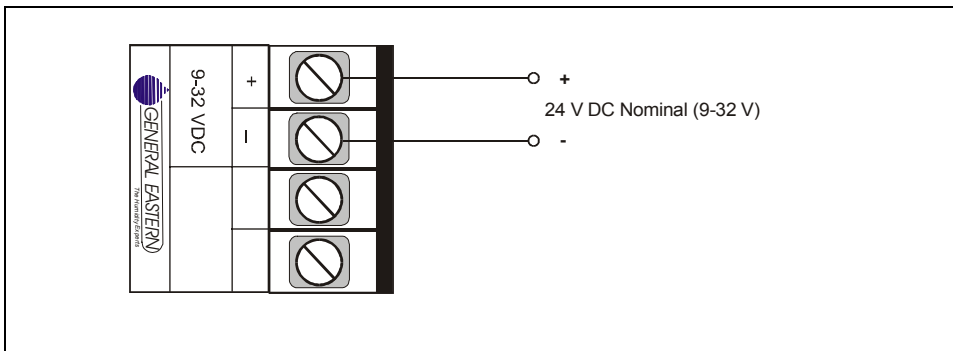 GENERAL EASTERN
The Humidity Experts
9-32 VDC
+
–
+
24 V DC Nominal (9-32 V)
-